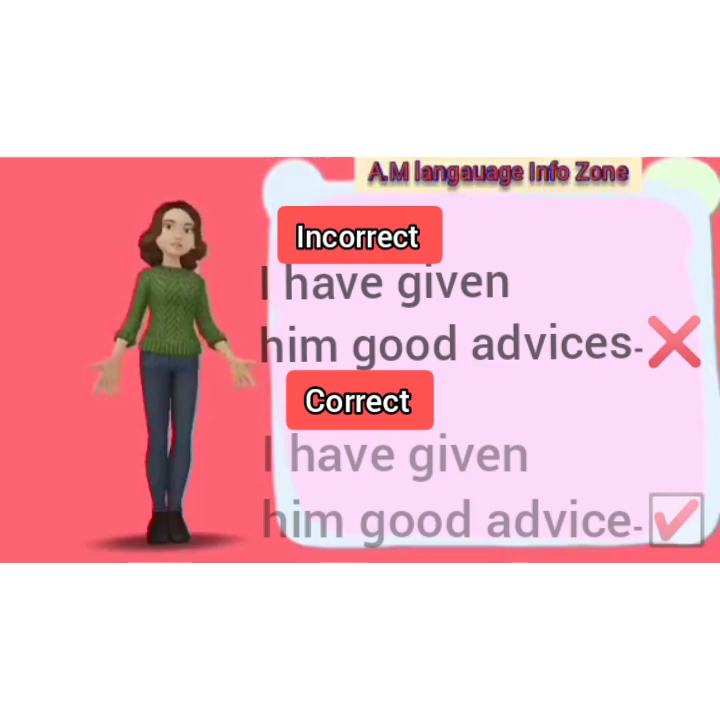 A.M langauage Info Zone
Incorrect
I have given
him good advices-❌
Correct
I have given
him good advice-☑